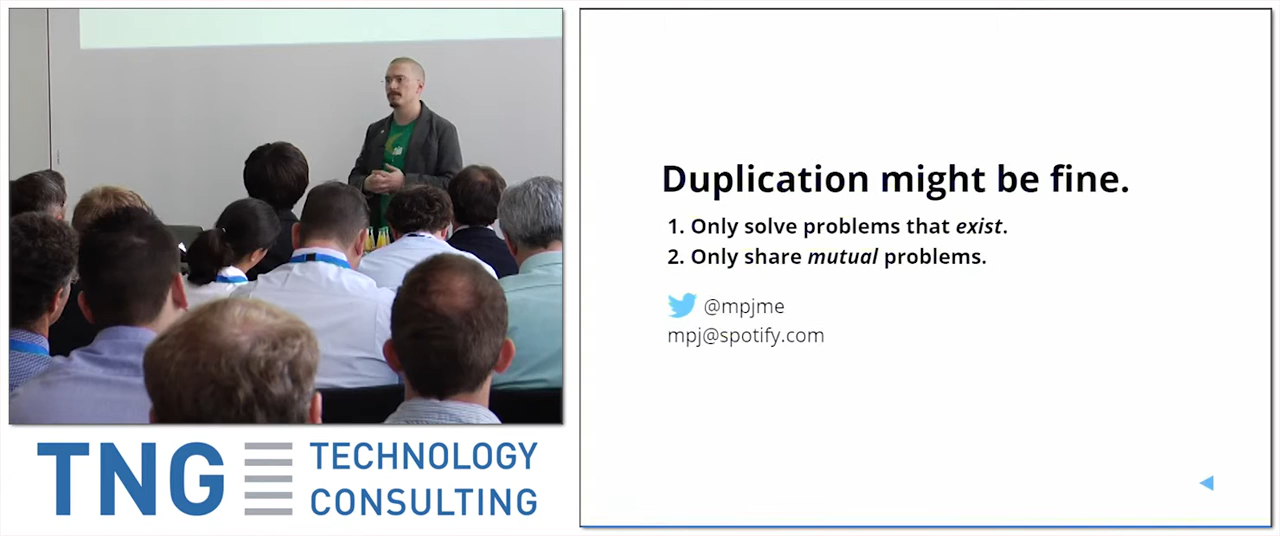 Duplication might be fine.
1. Only solve problems that exist.
2. Only share mutual problems.
@mpjme
mpj@spotify.com
TNG TECHNOLOGY
CONSULTING